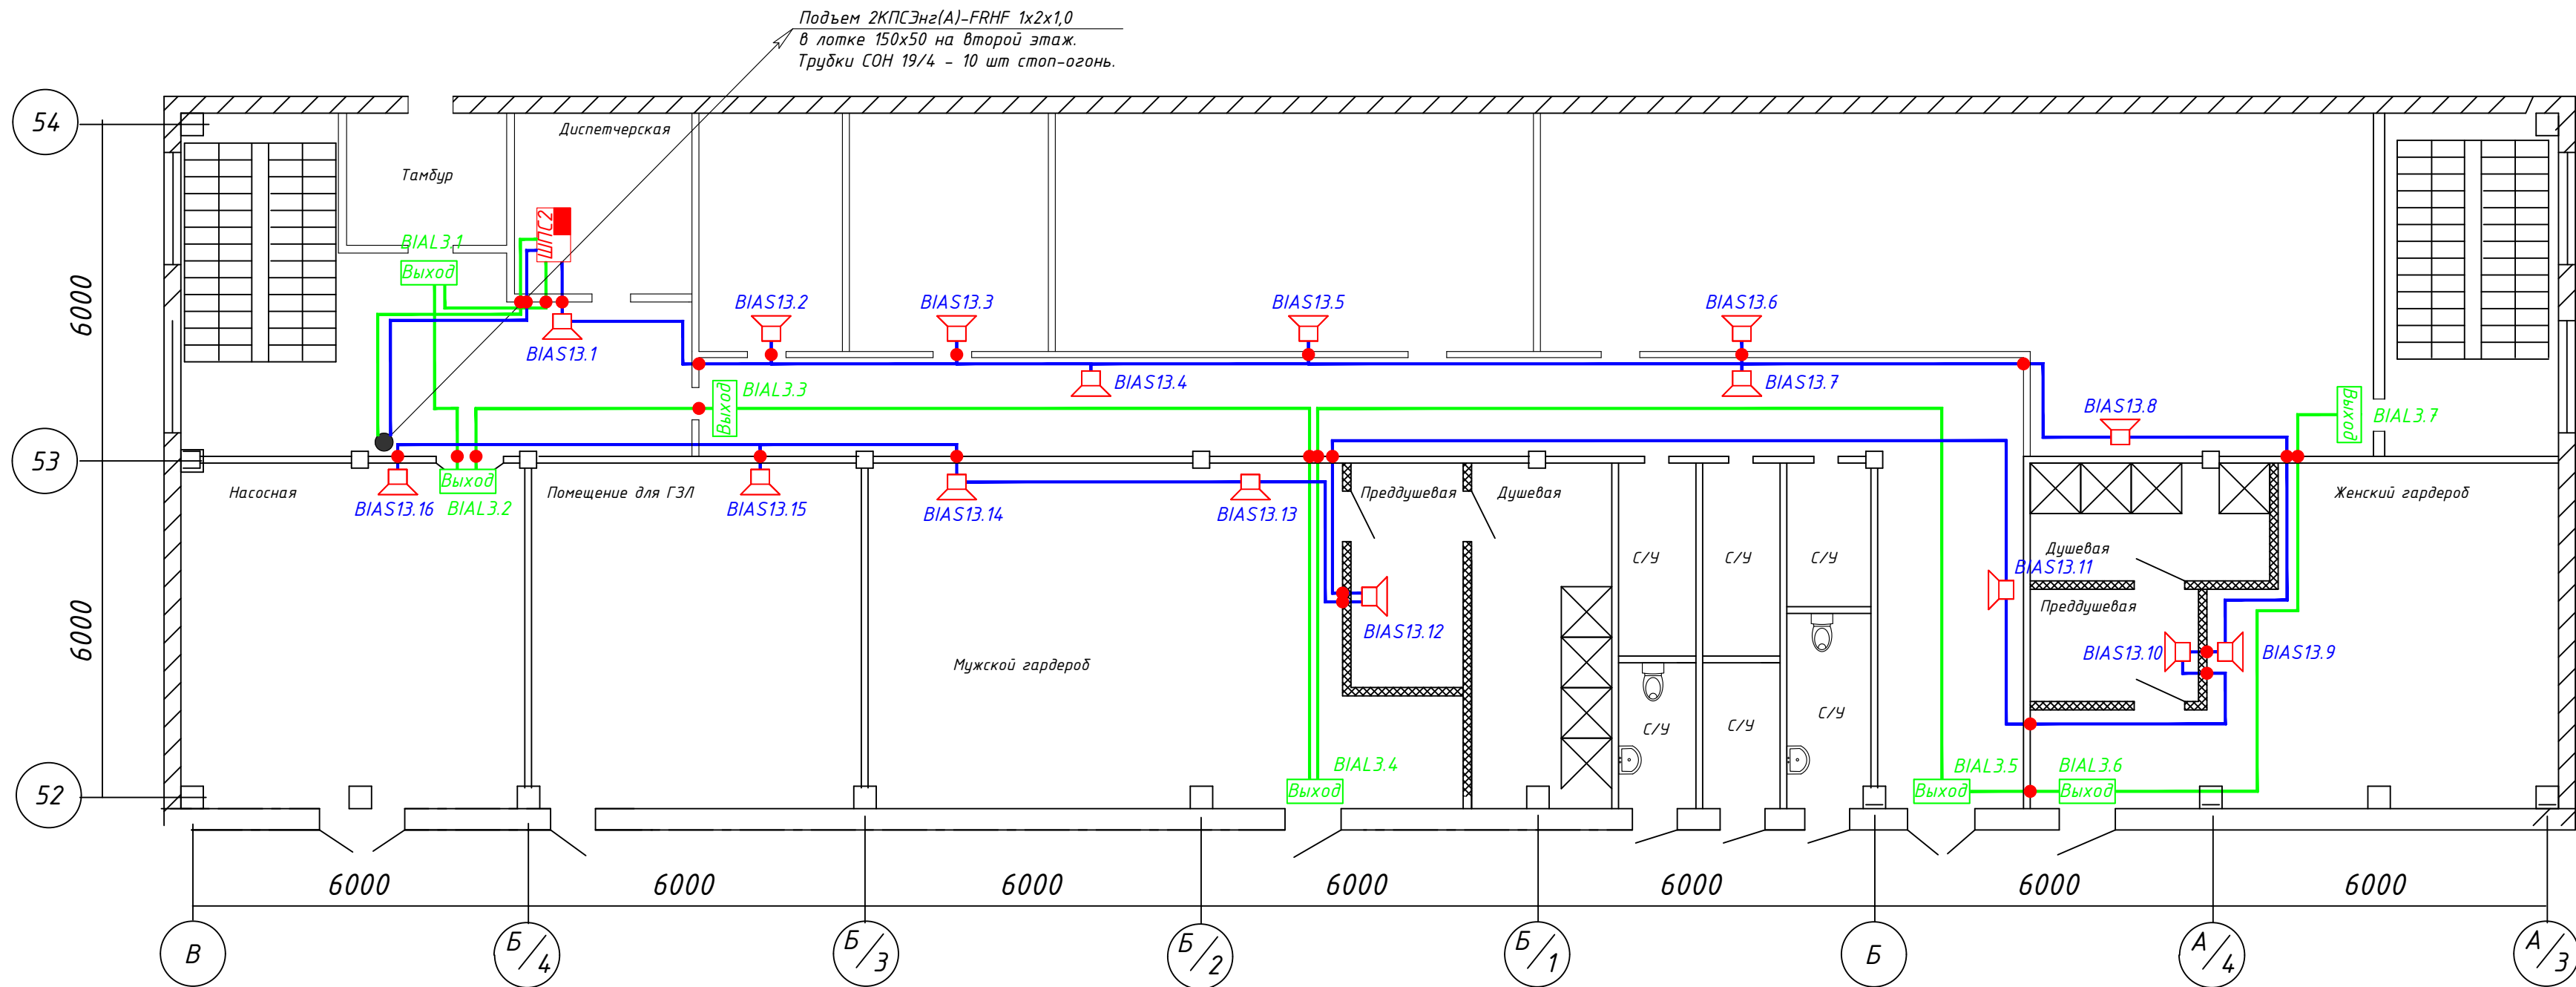 Подъем 2КПСЭнг(А)-FRHF 1x2x1,0
в лотке 150x50 на второй этаж.
Трубки СОН 19/4 - 10 шт стоп-огонь.
54
Диспетчерская
Тамбур
ШПС2
BIAL3.1
Выход
6000
BIAS13.1
BIAS13.2
BIAS13.3
BIAS13.4
BIAS13.5
BIAS13.6
BIAS13.7
BIAS13.8
Выход
BIAL3.3
Выход
BIAL3.7
53
Насосная
BIAS13.16
Выход
BIAL3.2
Помещение для ГЗЛ
BIAS13.15
BIAS13.14
BIAS13.13
Преддушевая
Душевая
Женский гардероб
С/У
С/У
С/У
Душевая
BIAS13.11
Преддушевая
6000
BIAS13.12
Мужской гардероб
BIAS13.10
BIAS13.9
С/У
С/У
С/У
BIAL3.4
Выход
BIAL3.5
Выход
BIAL3.6
Выход
52
6000
6000
6000
6000
6000
6000
6000
В
Б/4
Б/3
Б/2
Б/1
Б
А/4
А/3